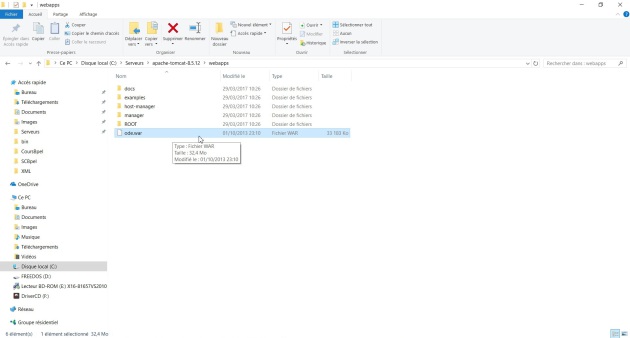 webapps
Fichier Accueil Partage Affichage
Épingler dans Accès rapide
Copier
Coller
Couper
Copier le chemin d'accès
Coller le raccourci
Déplacer vers
Copier vers
Supprimer
Renommer
Nouveau dossier
Nouvel élément
Accès rapide
Propriétés
Ouvrir
Modifier
Historique
Sélectionner tout
Aucun
Inverser la sélection
Presse-papiers Organiser Nouveau Ouvrir Sélectionner
Ce PC > Disque local (C:) > Serveurs > apache-tomcat-8.5.12 > webapps
Rechercher dans : webapps
Nom Modifié le Type Taille
docs 29/03/2017 10:26 Dossier de fichiers
examples 29/03/2017 10:26 Dossier de fichiers
host-manager 29/03/2017 10:26 Dossier de fichiers
manager 29/03/2017 10:26 Dossier de fichiers
ROOT 29/03/2017 10:26 Dossier de fichiers
ode.war 01/10/2013 23:10 Fichier WAR
Type : Fichier WAR
Taille : 32,4 Mo
Modifié le : 01/10/2013 23:10
Accès rapide
Bureau
Téléchargements
Documents
Images
Serveurs
bin
CoursBpel
SCBpel
XML
OneDrive
Ce PC
Bureau
Documents
Images
Musique
Téléchargements
Vidéos
Disque local (C:)
FREEDOS (D:)
Lecteur BD-ROM (E:) X16-81657VS2010
DriverCD (F:)
Réseau
Groupe résidentiel
6 élément(s) 1 élément sélectionné 32,4 Mo